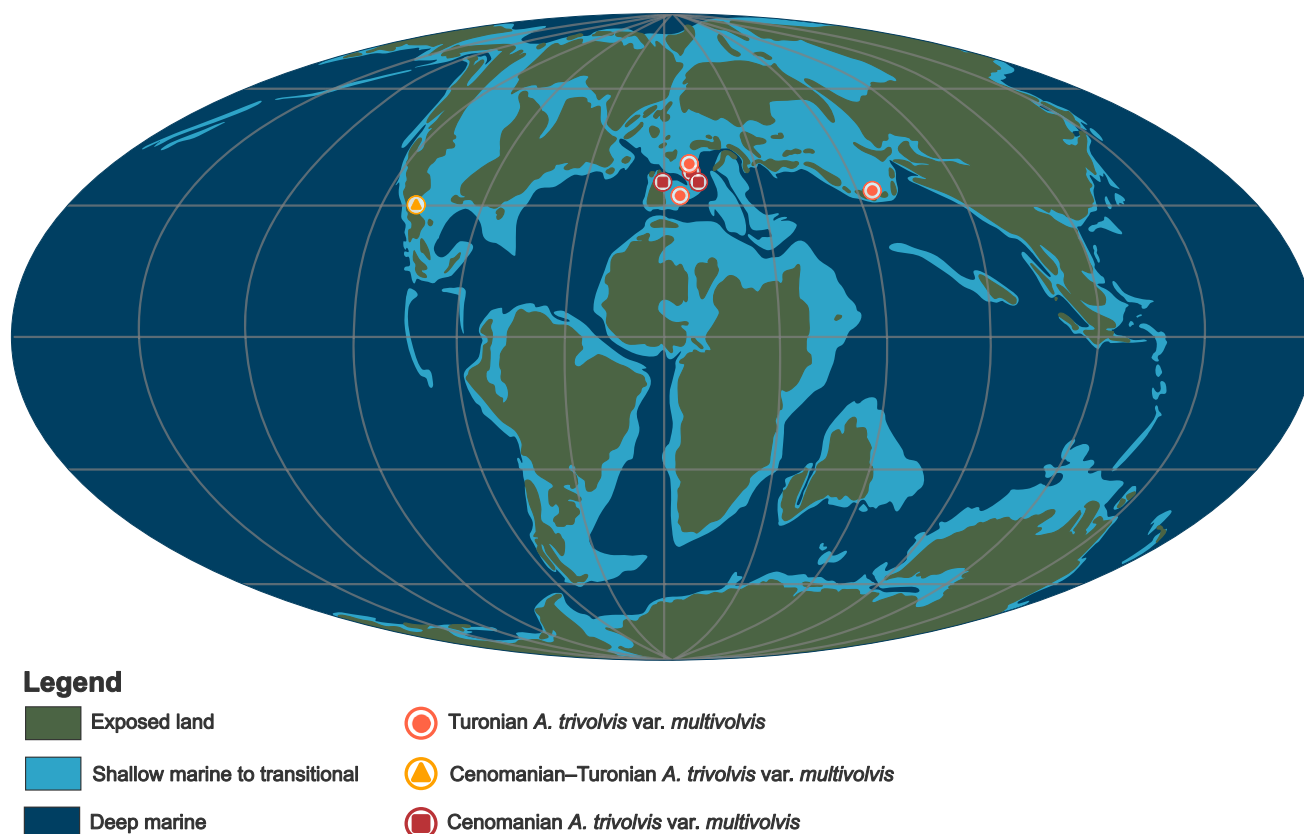 Legend
Exposed land
Turonian A. trivolvis var. multivolvis
Shallow marine to transitional
Cenomanian–Turonian A. trivolvis var. multivolvis
Deep marine
Cenomanian A. trivolvis var. multivolvis